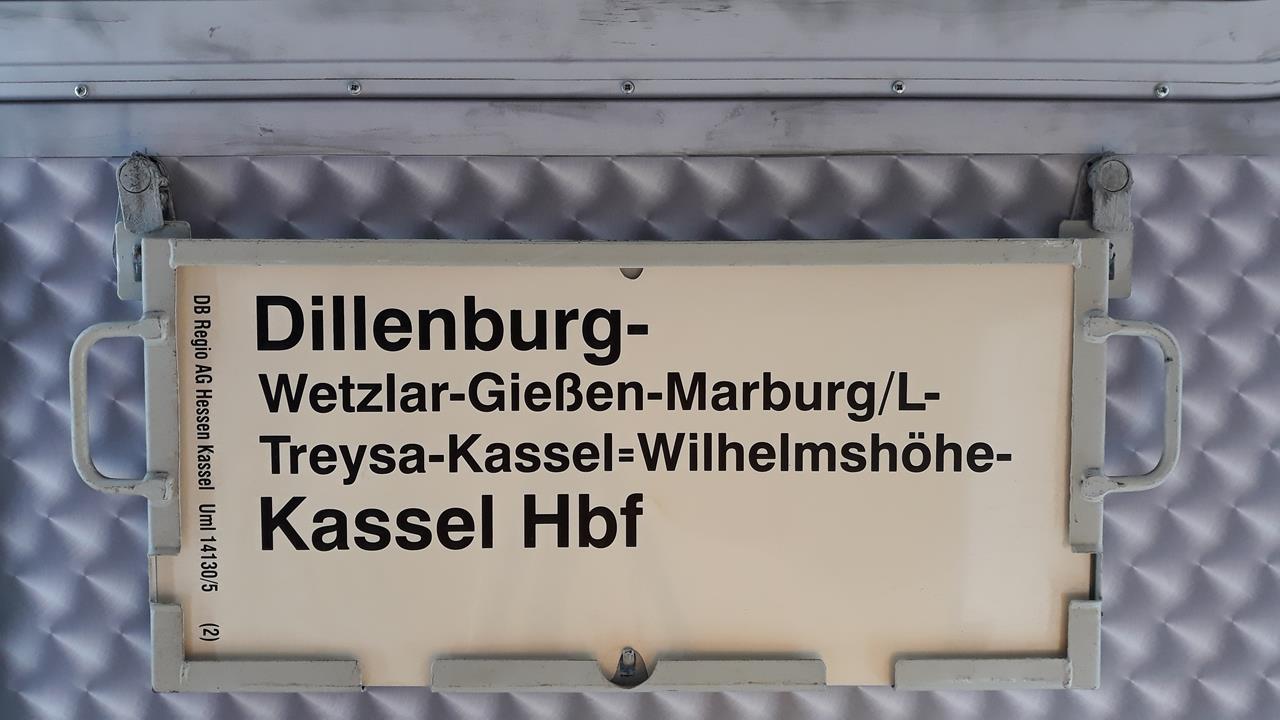 Dillenburg-
Wetzlar-Gießen-Marburg/L-
Treysa-Kassel=Wilhelmshöhe-
Kassel Hbf
DB Regio AG Hessen Kassel Uml 14130/5 (2)